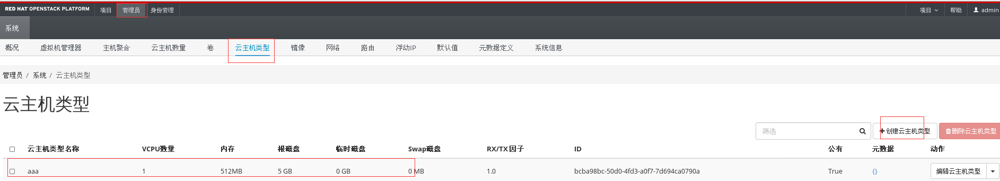 RED HAT OPENSTACK PLATFORM 项目 管理员 身份管理 项目 帮助 admin
系统
概况 虚拟机管理器 主机聚合 云主机数量 卷 云主机类型 镜像 网络 路由 浮动IP 默认值 元数据定义 系统信息
管理员 / 系统 / 云主机类型
云主机类型
筛选 创建云主机类型 删除云主机类型
云主机类型名称 VCPU数量 内存 根磁盘 临时磁盘 Swap磁盘 RX/TX 因子 ID 公有 元数据 动作
aaa 1 512MB 5 GB 0 GB 0 MB 1.0 bcba98bc-50d0-4fd3-a0f7-7d694ca0790a True {} 编辑云主机类型